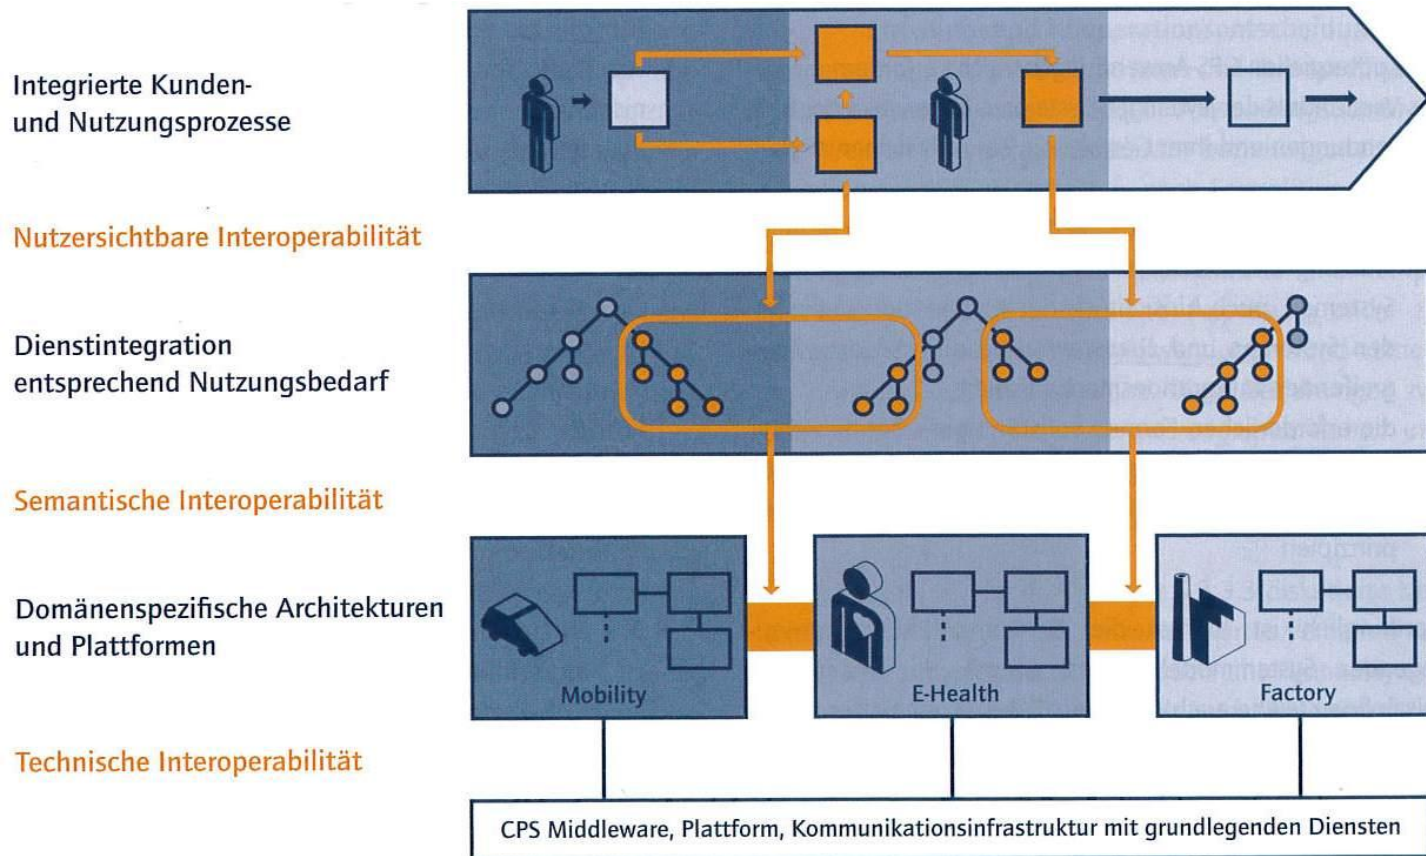 Integrierte Kunden-
und Nutzungsprozesse
Nutzersichtbare Interoperabilität
Dienstintegration
entsprechend Nutzungsbedarf
Semantische Interoperabilität
Domänenspezifische Architekturen
und Plattformen
Mobility
E-Health
Factory
Technische Interoperabilität
CPS Middleware, Plattform, Kommunikationsinfrastruktur mit grundlegenden Diensten